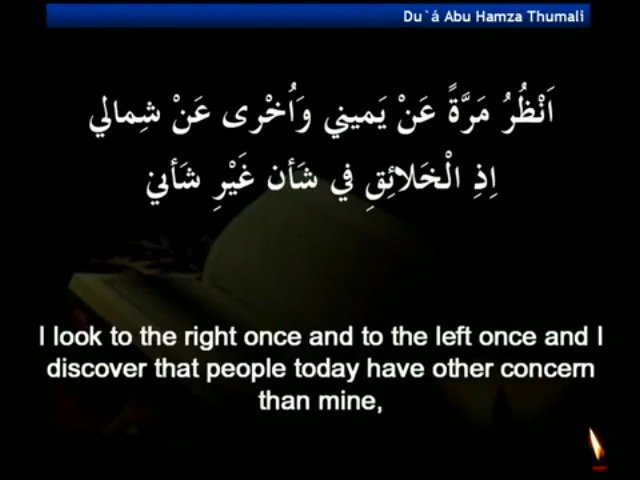 Du`á Abu Hamza Thumali
اَنْظُرُ مَرَّةً عَنْ يَميني وَاُخْرى عَنْ شِمالي
اِذِ الْخَلائِقِ في شَأن غَيْرِ شَأني
I look to the right once and to the left once and I
discover that people today have other concern
than mine,